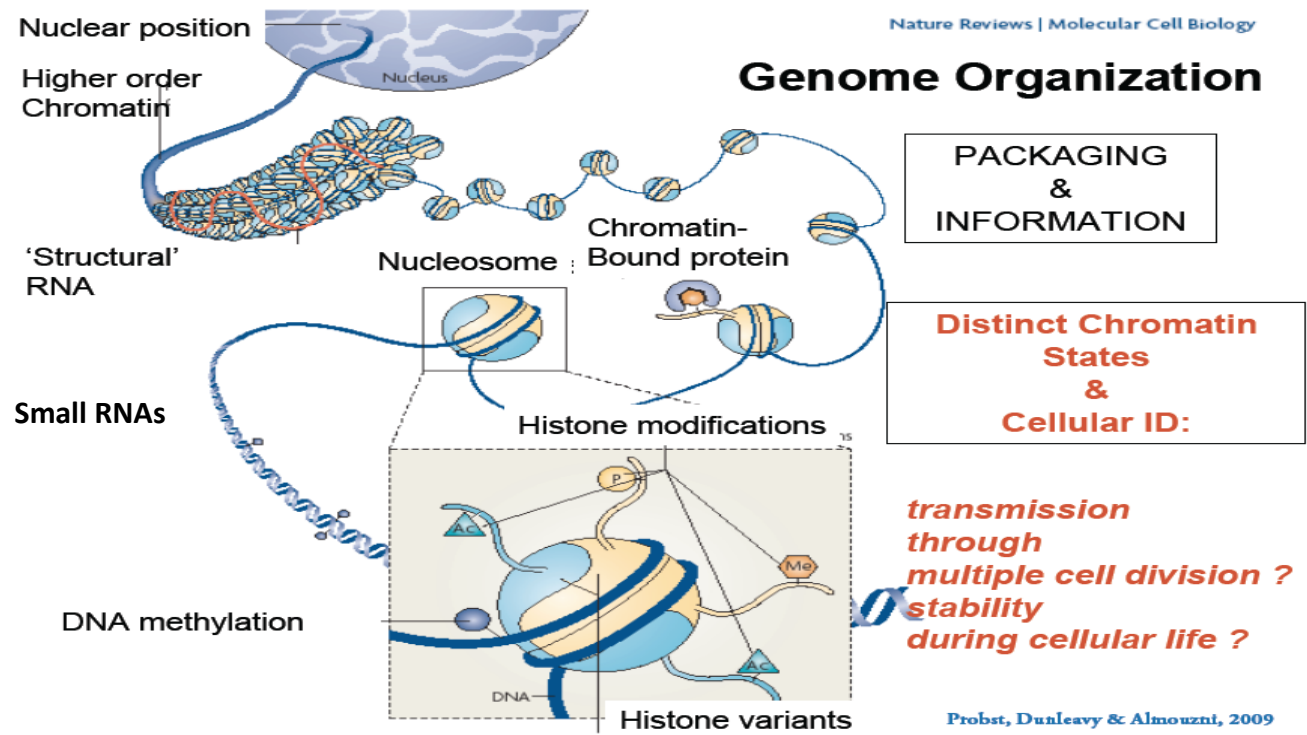 Nuclear position
Nature Reviews | Molecular Cell Biology
Nucleus
Genome Organization
Higher order
Chromatin
PACKAGING
&
INFORMATION
'Structural'
RNA
Nucleosome
Chromatin-
Bound protein
Distinct Chromatin
States
&
Cellular ID:
Small RNAs
Histone modifications
ns
P
Ac
Me
Ac
transmission
through
multiple cell division ?
stability
during cellular life ?
DNA methylation
DNA
Histone variants
Probst, Dunleavy & Almouzni, 2009